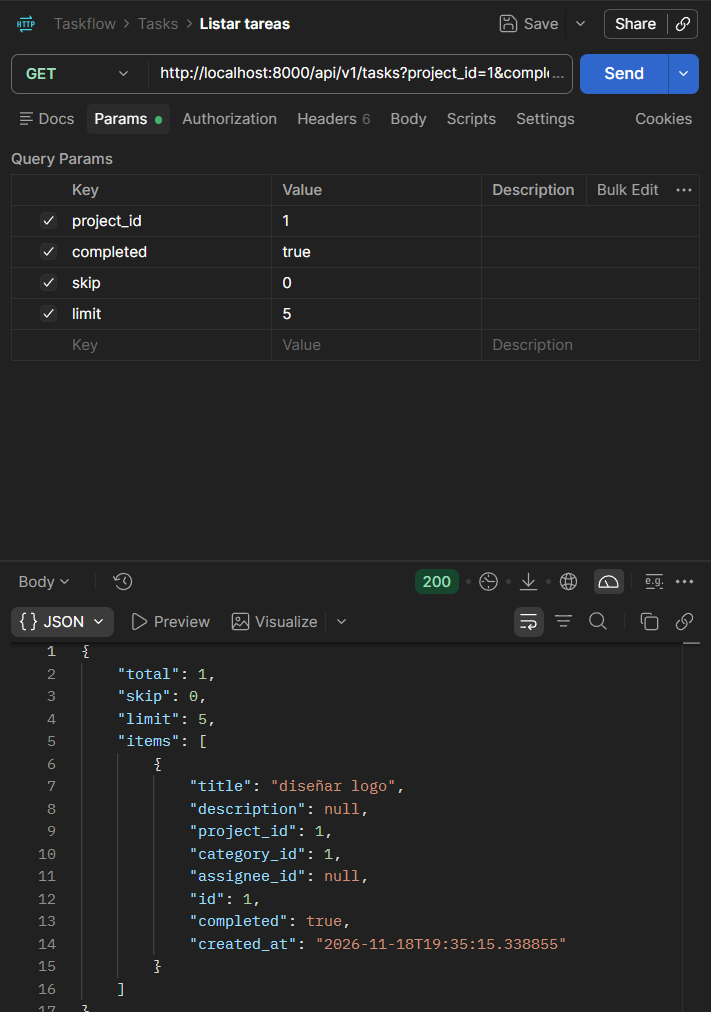 HTTP Taskflow > Tasks > Listar tareas Save Share
GET http://localhost:8000/api/v1/tasks?project_id=1&comple... Send
Docs Params Authorization Headers 6 Body Scripts Settings Cookies
Query Params
Key Value Description Bulk Edit ...
project_id 1
completed true
skip 0
limit 5
Key Value Description
Body 200 e.g. ...
{} JSON Preview Visualize
1 {
2 "total": 1,
3 "skip": 0,
4 "limit": 5,
5 "items": [
6 {
7 "title": "diseñar logo",
8 "description": null,
9 "project_id": 1,
10 "category_id": 1,
11 "assignee_id": null,
12 "id": 1,
13 "completed": true,
14 "created_at": "2026-11-18T19:35:15.338855"
15 }
16 ]
17 }